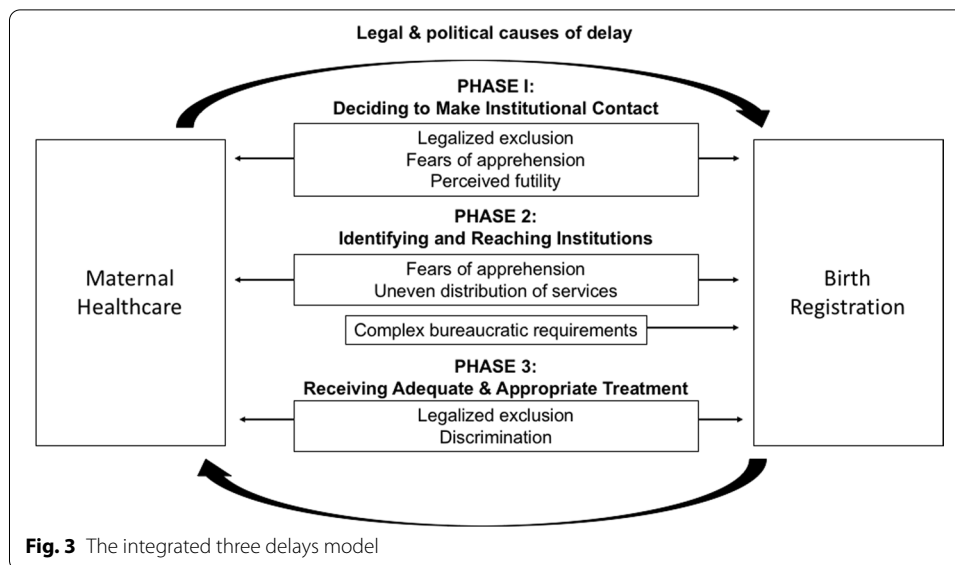 Legal & political causes of delay
PHASE I:
Deciding to Make Institutional Contact
Legalized exclusion
Fears of apprehension
Perceived futility
PHASE 2:
Identifying and Reaching Institutions
Maternal
Healthcare
Fears of apprehension
Uneven distribution of services
Birth
Registration
Complex bureaucratic requirements
PHASE 3:
Receiving Adequate & Appropriate Treatment
Legalized exclusion
Discrimination
Fig. 3 The integrated three delays model